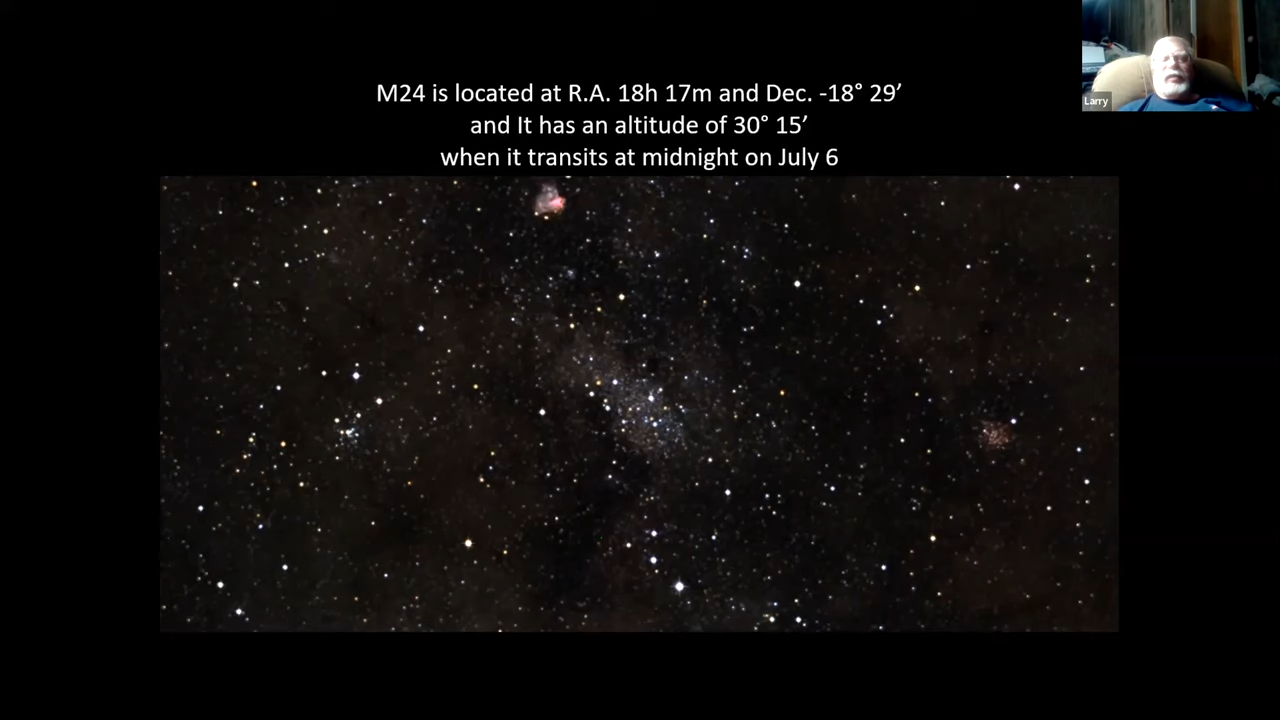 M24 is located at R.A. 18h 17m and Dec. -18° 29’
and It has an altitude of 30° 15’
when it transits at midnight on July 6
Larry